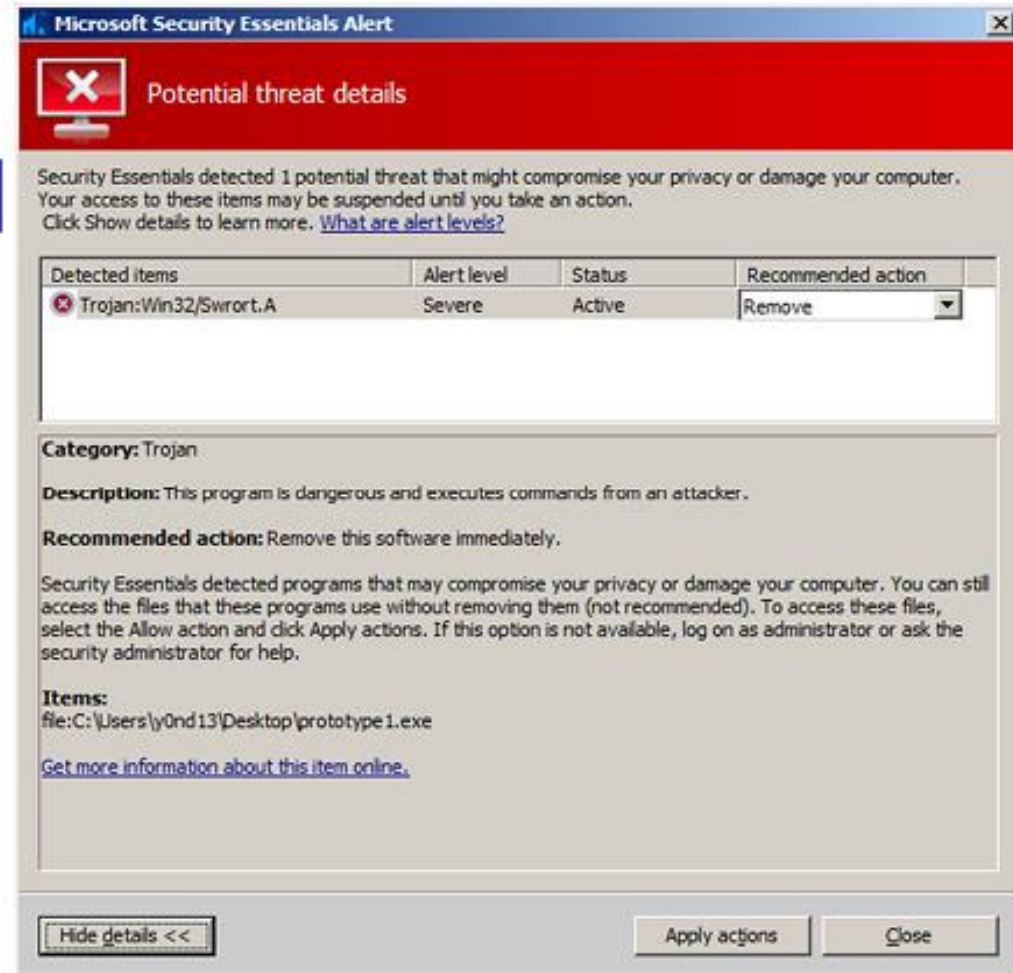 Microsoft Security Essentials Alert
Potential threat details
Security Essentials detected 1 potential threat that might compromise your privacy or damage your computer.
Your access to these items may be suspended until you take an action.
Click Show details to learn more. What are alert levels?
Detected items Alert level Status Recommended action
Trojan:Win32/Swrort.A Severe Active Remove
Category: Trojan
Description: This program is dangerous and executes commands from an attacker.
Recommended action: Remove this software immediately.
Security Essentials detected programs that may compromise your privacy or damage your computer. You can still
access the files that these programs use without removing them (not recommended). To access these files,
select the Allow action and click Apply actions. If this option is not available, log on as administrator or ask the
security administrator for help.
Items:
file:C:\Users\y0nd13\Desktop\prototype1.exe
Get more information about this item online.
Hide details << Apply actions Close